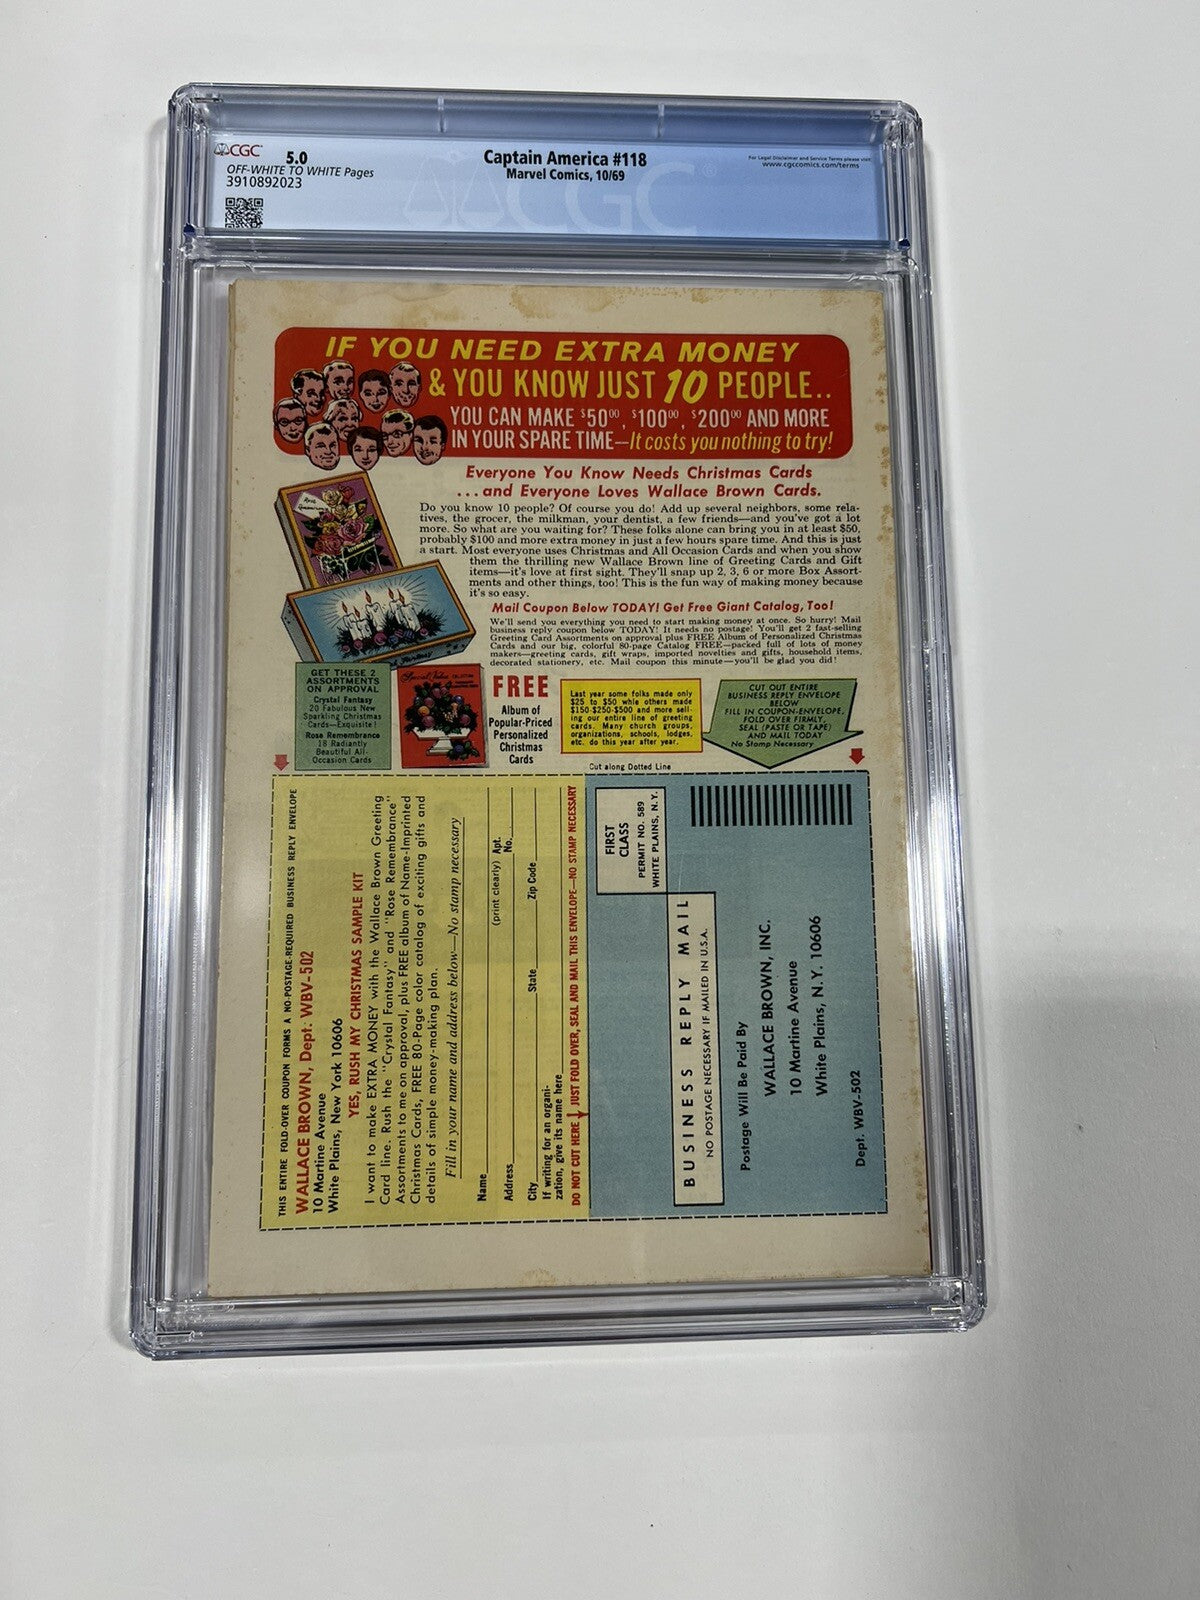 CGC 5.0
OFF-WHITE TO WHITE Pages
3910892023
Captain America #118
Marvel Comics, 10/69
For Legal Disclaimer and Service Terms please visit
www.cgccomics.com/terms
CGC
IF YOU NEED EXTRA MONEY
& YOU KNOW JUST 10 PEOPLE..
YOU CAN MAKE $50⁰⁰, $100⁰⁰, $200⁰⁰ AND MORE
IN YOUR SPARE TIME—It costs you nothing to try!
Everyone You Know Needs Christmas Cards
...and Everyone Loves Wallace Brown Cards.
Do you know 10 people? Of course you do! Add up several neighbors, some rela-
tives, the grocer, the milkman, your dentist, a few friends—and you've got a lot
more. So what are you waiting for? These folks alone can bring you in at least $50,
probably $100 and more extra money in just a few hours spare time. And this is just
a start. Most everyone uses Christmas and All Occasion Cards and when you show
them the thrilling new Wallace Brown line of Greeting Cards and Gift
items—it's love at first sight. They'll snap up 2, 3, 6 or more Box Assort-
ments and other things, too! This is the fun way of making money because
it's so easy.
Mail Coupon Below TODAY! Get Free Giant Catalog, Too!
We'll send you everything you need to start making money at once. So hurry! Mail
business reply coupon below TODAY! It needs no postage! You'll get 2 fast-selling
Greeting Card Assortments on approval plus FREE Album of Personalized Christmas
Cards and our big, colorful 80-page Catalog FREE—packed full of lots of money
makers—greeting cards, gift wraps, imported novelties and gifts, household items,
decorated stationery, etc. Mail coupon this minute—you'll be glad you did!
GET THESE 2
ASSORTMENTS
ON APPROVAL
Crystal Fantasy
20 Fabulous New
Sparkling Christmas
Cards—Exquisite!
Rose Remembrance
18 Radiantly
Beautiful All-
Occasion Cards
Special Value
FREE
Album of
Popular-Priced
Personalized
Christmas
Cards
Last year some folks made only
$25 to $50 while others made
$150-$250-$500 and more sell-
ing our entire line of greeting
cards. Many church groups,
organizations, schools, lodges,
etc. do this year after year.
CUT OUT ENTIRE
BUSINESS REPLY ENVELOPE
BELOW
FILL IN COUPON-ENVELOPE,
FOLD OVER FIRMLY,
SEAL (PASTE OR TAPE)
AND MAIL TODAY
No Stamp Necessary
Cut along Dotted Line
THIS ENTIRE FOLD-OVER COUPON FORMS A NO-POSTAGE-REQUIRED BUSINESS REPLY ENVELOPE
WALLACE BROWN, Dept. WBV-502
10 Martine Avenue
White Plains, New York 10606
YES, RUSH MY CHRISTMAS SAMPLE KIT
I want to make EXTRA MONEY with the Wallace Brown Greeting
Card line. Rush the "Crystal Fantasy" and "Rose Remembrance"
Assortments to me on approval, plus FREE album of Name-Imprinted
Christmas Cards, FREE 80-Page color catalog of exciting gifts and
details of simple money-making plan.
Fill in your name and address below—No stamp necessary
Name
(print clearly)
Address
Apt. No.
City
State
Zip Code
If writing for an organi-
zation, give its name here
DO NOT CUT HERE JUST FOLD OVER, SEAL AND MAIL THIS ENVELOPE—NO STAMP NECESSARY
FIRST
CLASS
PERMIT NO. 589
WHITE PLAINS, N.Y.
BUSINESS REPLY MAIL
NO POSTAGE NECESSARY IF MAILED IN U.S.A.
Postage Will Be Paid By
WALLACE BROWN, INC.
10 Martine Avenue
White Plains, N.Y. 10606
Dept. WBV-502